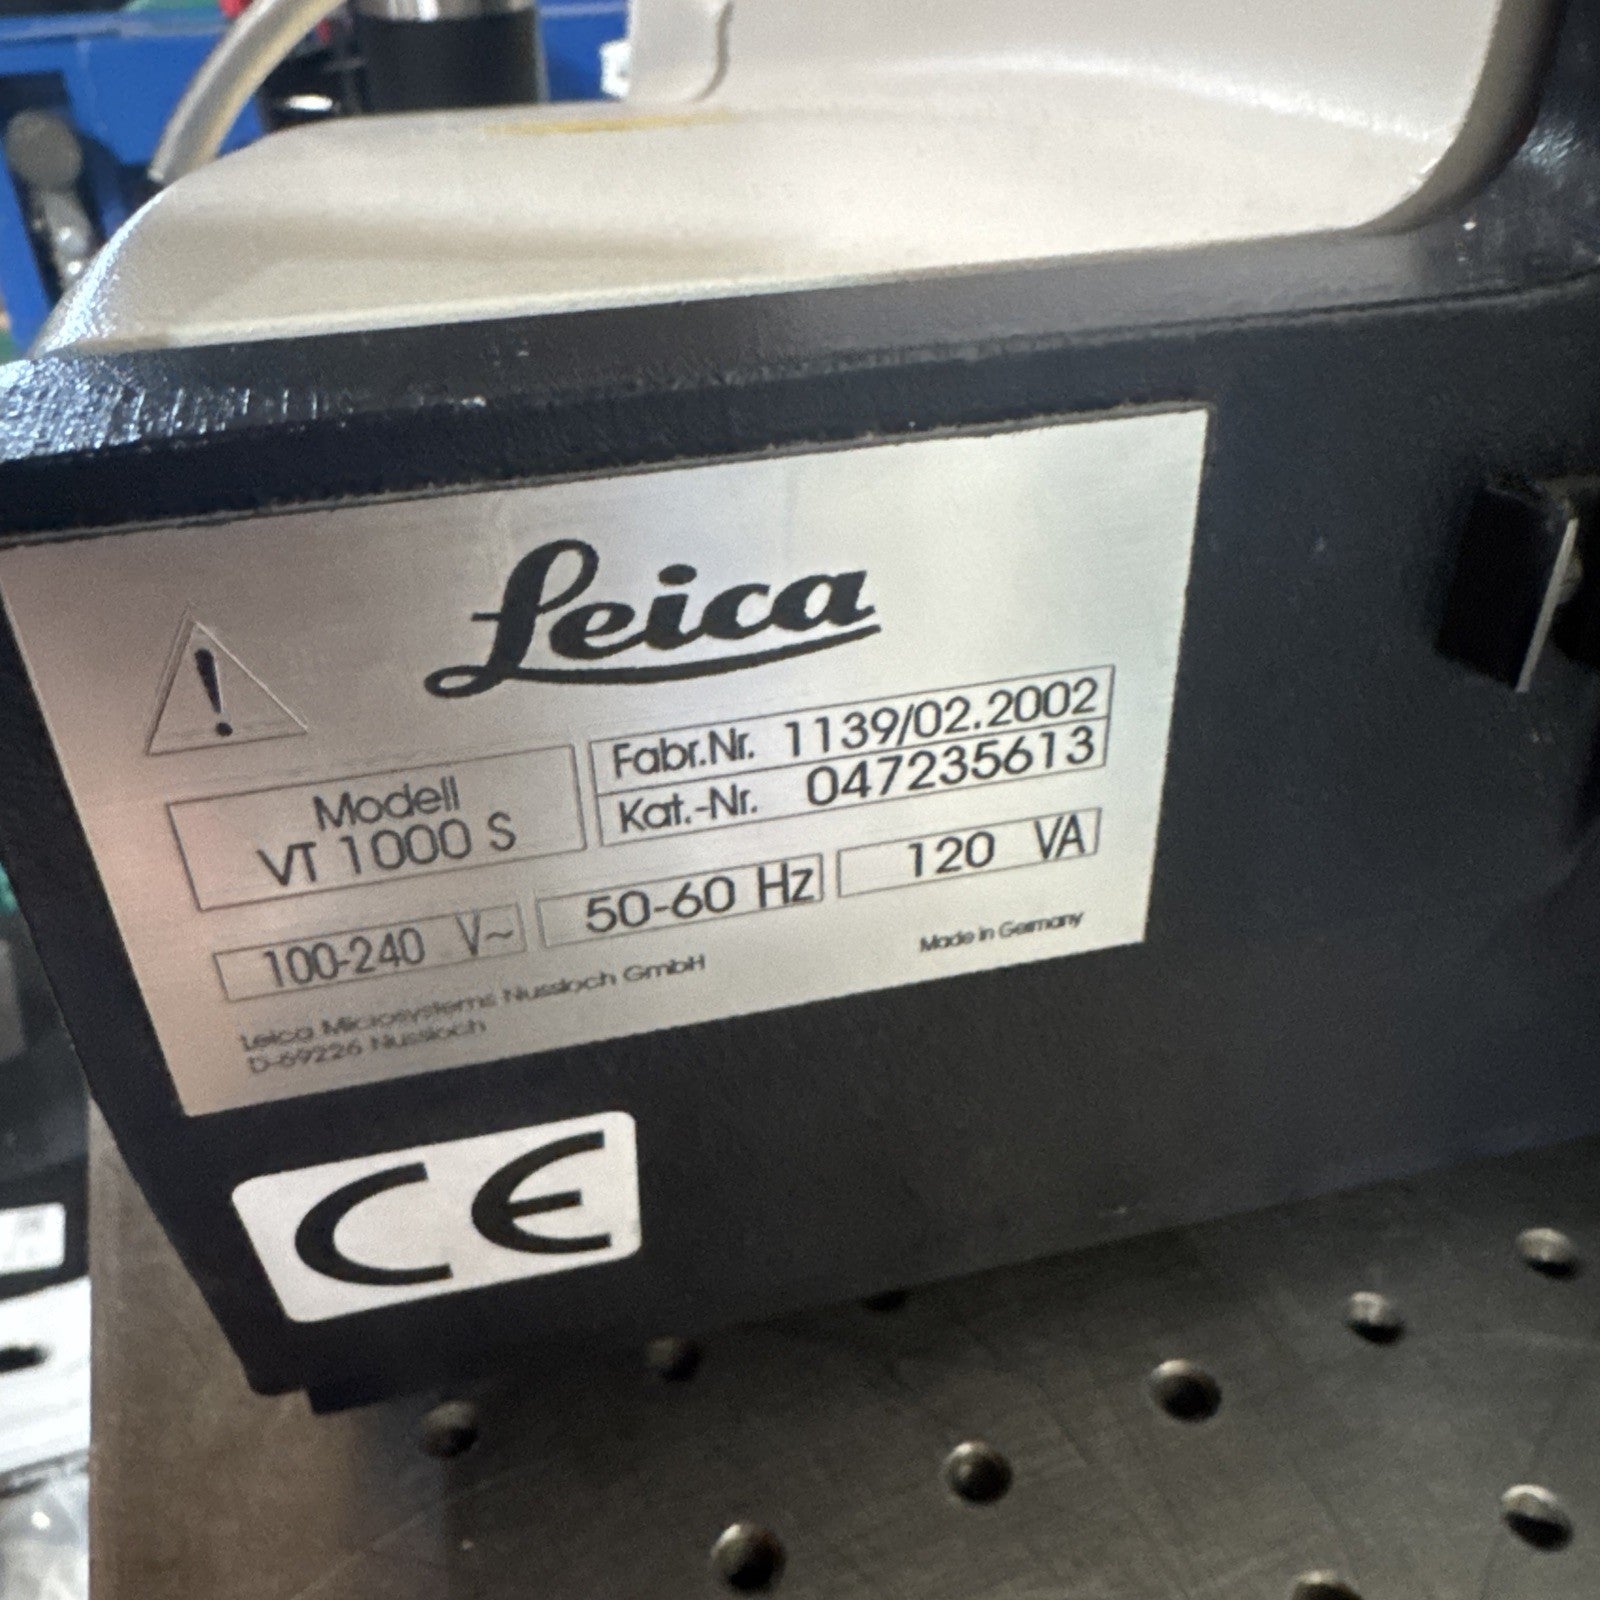 Leica
!
Modell
VT 1000 S
Fabr.Nr. 1139/02.2002
Kat.-Nr. 047235613
100-240 V~
50-60 Hz
120 VA
Leica Microsystems Nussloch GmbH
D-69226 Nussloch
Made in Germany
CE